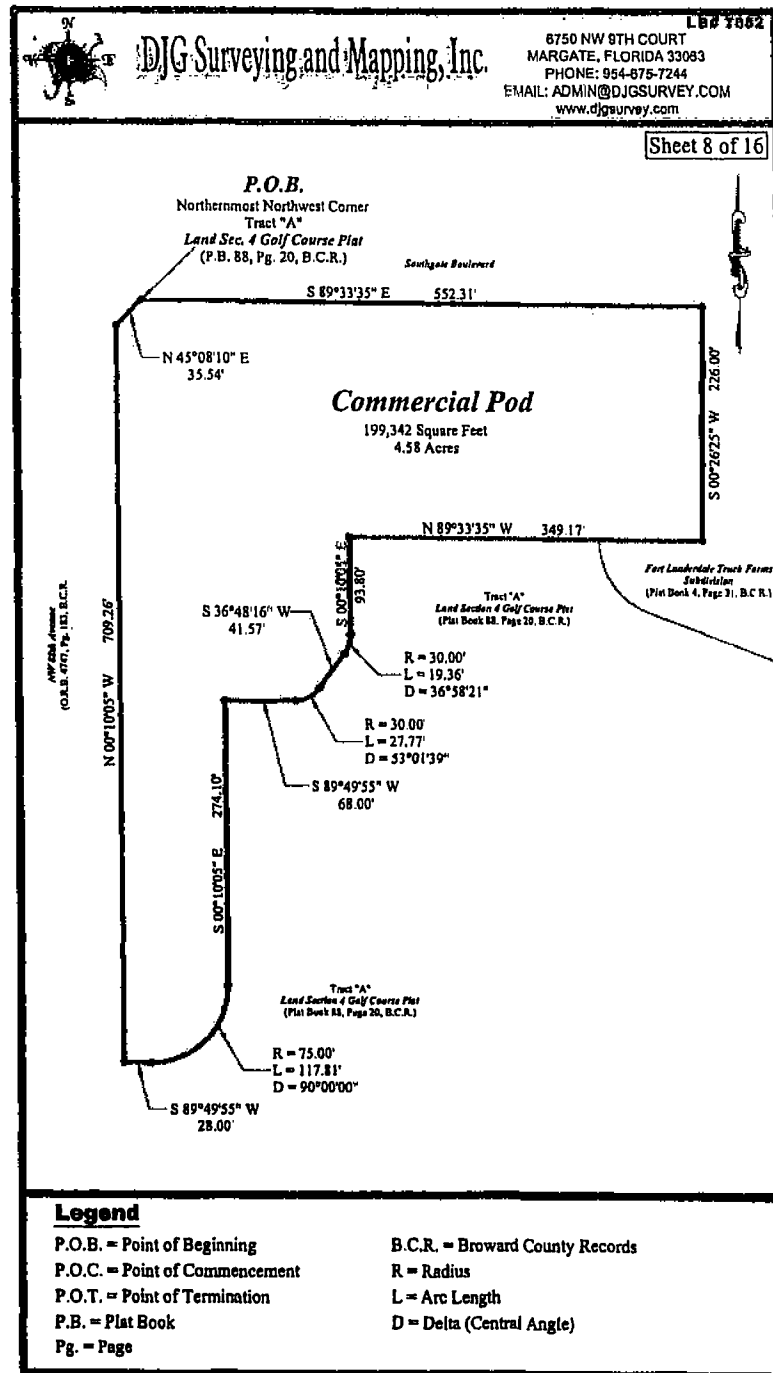 LB# 7882
DJG Surveying and Mapping, Inc.
6750 NW 9TH COURT
MARGATE, FLORIDA 33063
PHONE: 954-675-7244
EMAIL: ADMIN@DJGSURVEY.COM
www.djgsurvey.com
N
E
S
Sheet 8 of 16
P.O.B.
Northernmost Northwest Corner
Tract "A"
Land Sec. 4 Golf Course Plat
(P.B. 88, Pg. 20, B.C.R.)
Southgate Boulevard
S 89°33'35" E 552.31'
N 45°08'10" E
35.54'
Commercial Pod
199,342 Square Feet
4.58 Acres
S 00°26'25" W 226.00'
N 89°33'35" W 349.17'
S 00°10'05" E
93.80'
Fort Lauderdale Truck Farms
Subdivision
(Plat Book 4, Page 31, B.C.R.)
Tract "A"
Land Section 4 Golf Course Plat
(Plat Book 88, Page 20, B.C.R.)
S 36°48'16" W
41.57'
R = 30.00'
L = 19.36'
D = 36°58'21"
NW 88th Avenue
(O.R.B. 4747, Pg. 183, B.C.R.
N 00°10'05" W 709.26'
R = 30.00'
L = 27.77'
D = 53°01'39"
S 89°49'55" W
68.00'
S 00°10'05" E 274.10'
Tract "A"
Land Section 4 Golf Course Plat
(Plat Book 88, Page 20, B.C.R.)
R = 75.00'
L = 117.81'
D = 90°00'00"
S 89°49'55" W
28.00'
Legend
P.O.B. = Point of Beginning
P.O.C. = Point of Commencement
P.O.T. = Point of Termination
P.B. = Plat Book
Pg. = Page
B.C.R. = Broward County Records
R = Radius
L = Arc Length
D = Delta (Central Angle)